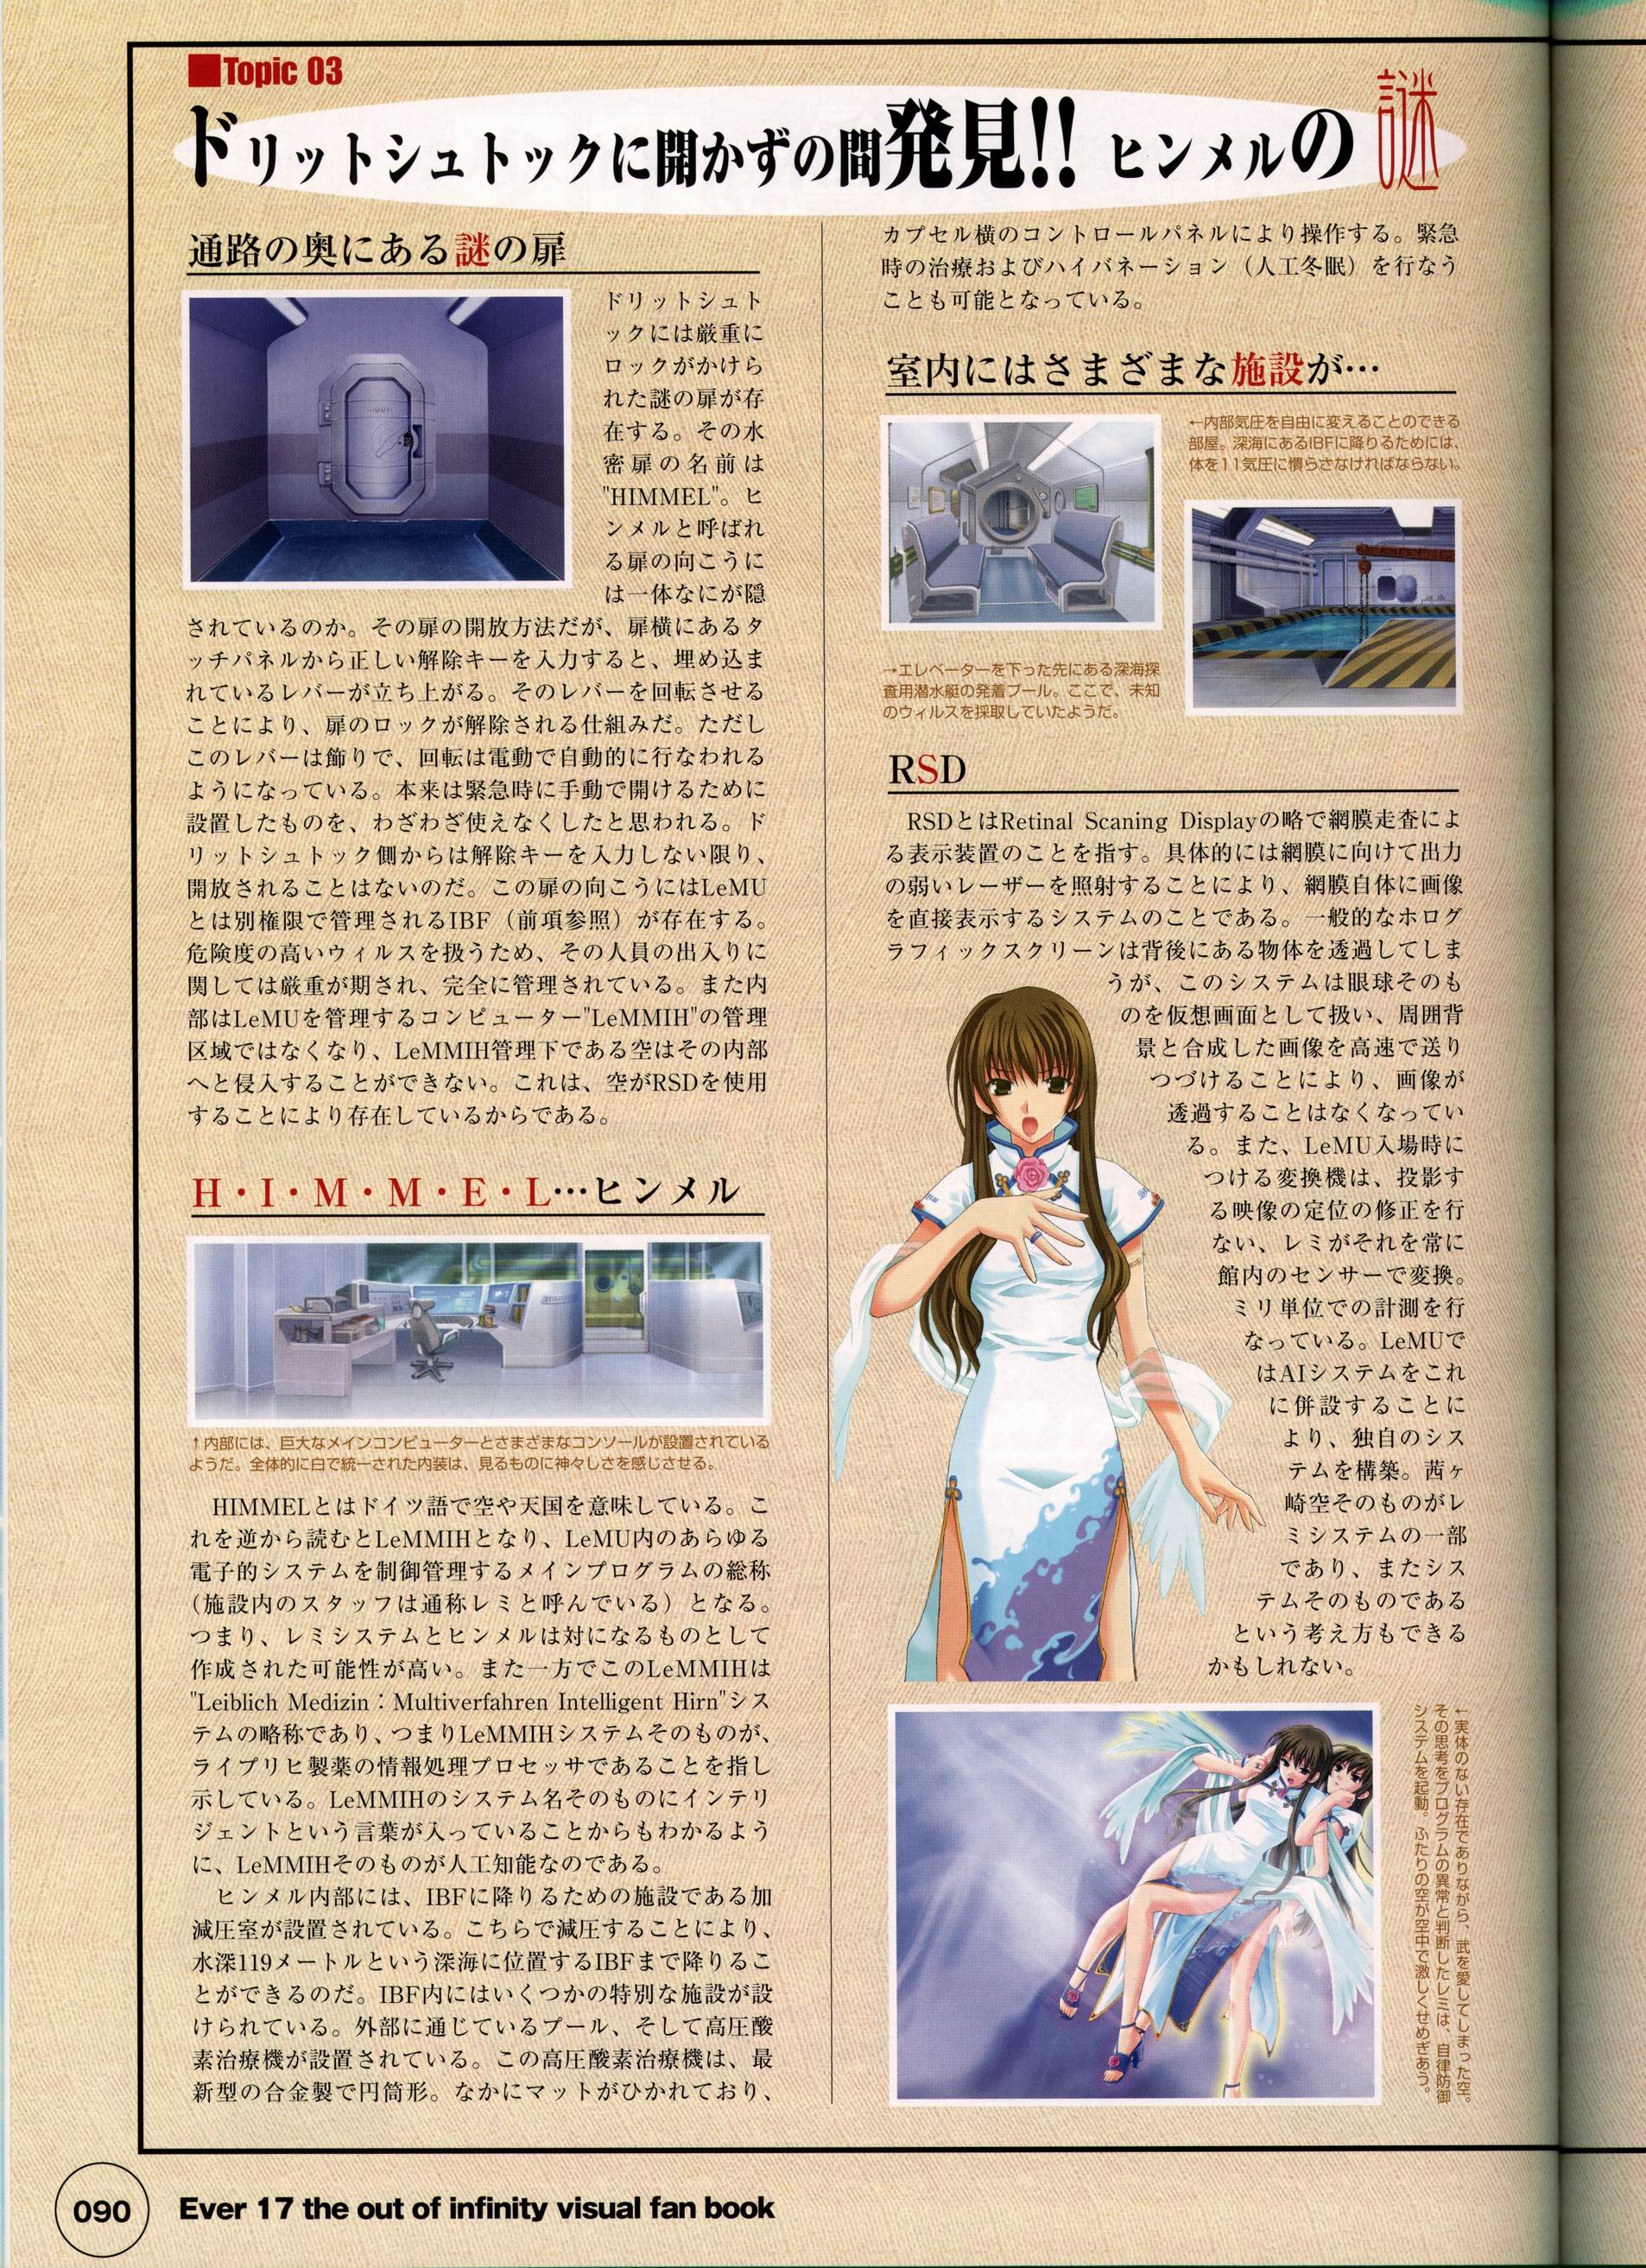 ■Topic 03
ドリットシュトックに開かずの間発見!! ヒンメルの謎
通路の奥にある謎の扉
HIMMEL
ドリットシュト
ックには厳重に
ロックがかけら
れた謎の扉が存
在する。その水
密扉の名前は
"HIMMEL"。ヒ
ンメルと呼ばれ
る扉の向こうに
は一体なにが隠
されているのか。その扉の開放方法だが、扉横にあるタ
ッチパネルから正しい解除キーを入力すると、埋め込ま
れているレバーが立ち上がる。そのレバーを回転させる
ことにより、扉のロックが解除される仕組みだ。ただし
このレバーは飾りで、回転は電動で自動的に行なわれる
ようになっている。本来は緊急時に手動で開けるために
設置したものを、わざわざ使えなくしたと思われる。ド
リットシュトック側からは解除キーを入力しない限り、
開放されることはないのだ。この扉の向こうにはLeMU
とは別権限で管理されるIBF（前項参照）が存在する。
危険度の高いウィルスを扱うため、その人員の出入りに
関しては厳重が期され、完全に管理されている。また内
部はLeMUを管理するコンピューター"LeMMIH"の管理
区域ではなくなり、LeMMIH管理下である空はその内部
へと侵入することができない。これは、空がRSDを使用
することにより存在しているからである。
H・I・M・M・E・L…ヒンメル
↑内部には、巨大なメインコンピューターとさまざまなコンソールが設置されている
ようだ。全体的に白で統一された内装は、見るものに神々しさを感じさせる。
HIMMELとはドイツ語で空や天国を意味している。こ
れを逆から読むとLeMMIHとなり、LeMU内のあらゆる
電子的システムを制御管理するメインプログラムの総称
（施設内のスタッフは通称レミと呼んでいる）となる。
つまり、レミシステムとヒンメルは対になるものとして
作成された可能性が高い。また一方でこのLeMMIHは
"Leiblich Medizin：Multiverfahren Intelligent Hirn"シス
テムの略称であり、つまりLeMMIHシステムそのものが、
ライプリヒ製薬の情報処理プロセッサであることを指し
示している。LeMMIHのシステム名そのものにインテリ
ジェントという言葉が入っていることからもわかるよう
に、LeMMIHそのものが人工知能なのである。
ヒンメル内部には、IBFに降りるための施設である加
減圧室が設置されている。こちらで減圧することにより、
水深119メートルという深海に位置するIBFまで降りるこ
とができるのだ。IBF内にはいくつかの特別な施設が設
けられている。外部に通じているプール、そして高圧酸
素治療機が設置されている。この高圧酸素治療機は、最
新型の合金製で円筒形。なかにマットがひかれており、
カプセル横のコントロールパネルにより操作する。緊急
時の治療およびハイバネーション（人工冬眠）を行なう
ことも可能となっている。
室内にはさまざまな施設が…
←内部気圧を自由に変えることのできる
部屋。深海にあるIBFに降りるためには、
体を11気圧に慣らさなければならない。
→エレベーターを下った先にある深海探
査用潜水艇の発着プール。ここで、未知
のウィルスを採取していたようだ。
RSD
RSDとはRetinal Scaning Displayの略で網膜走査によ
る表示装置のことを指す。具体的には網膜に向けて出力
の弱いレーザーを照射することにより、網膜自体に画像
を直接表示するシステムのことである。一般的なホログ
ラフィックスクリーンは背後にある物体を透過してしま
うが、このシステムは眼球そのも
のを仮想画面として扱い、周囲背
景と合成した画像を高速で送り
つづけることにより、画像が
透過することはなくなってい
る。また、LeMU入場時に
つける変換機は、投影す
る映像の定位の修正を行
ない、レミがそれを常に
館内のセンサーで変換。
ミリ単位での計測を行
なっている。LeMUで
はAIシステムをこれ
に併設することに
より、独自のシス
テムを構築。茜ヶ
崎空そのものがレ
ミシステムの一部
であり、またシス
テムそのものである
という考え方もできる
かもしれない。
←実体のない存在でありながら、武を愛してしまった空。
その思考をプログラムの異常と判断したレミは、自律防御
システムを起動。ふたりの空が空中で激しくせめぎあう。
090
Ever 17 the out of infinity visual fan book